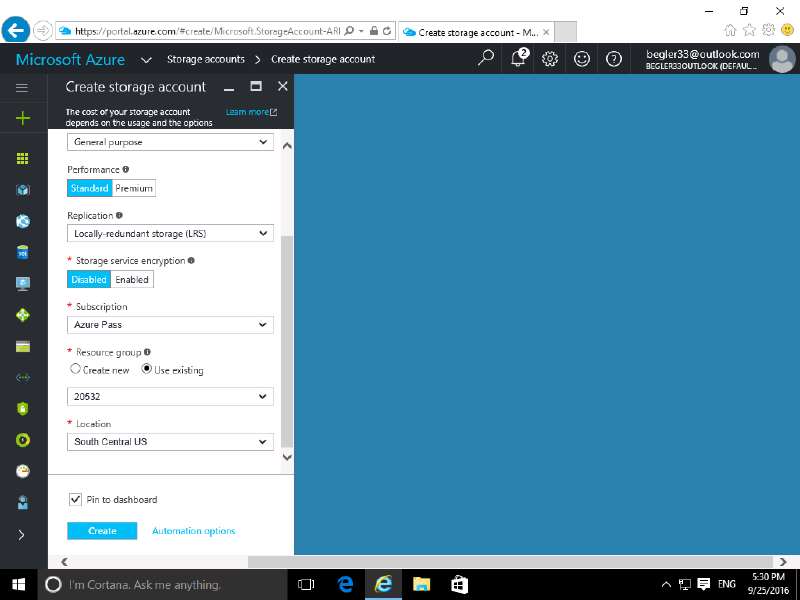 https://portal.azure.com/#create/Microsoft.StorageAccount-ARI
Create storage account - M...
Microsoft Azure
Storage accounts
Create storage account
2
begler33@outlook.com
BEGLER33OUTLOOK (DEFAUL...
Create storage account
The cost of your storage account
depends on the usage and the options
Learn more
General purpose
Performance
Standard
Premium
Replication
Locally-redundant storage (LRS)
* Storage service encryption
Disabled
Enabled
* Subscription
Azure Pass
* Resource group
Create new
Use existing
20532
* Location
South Central US
Pin to dashboard
Create
Automation options
I'm Cortana. Ask me anything.
ENG
5:30 PM
9/25/2016